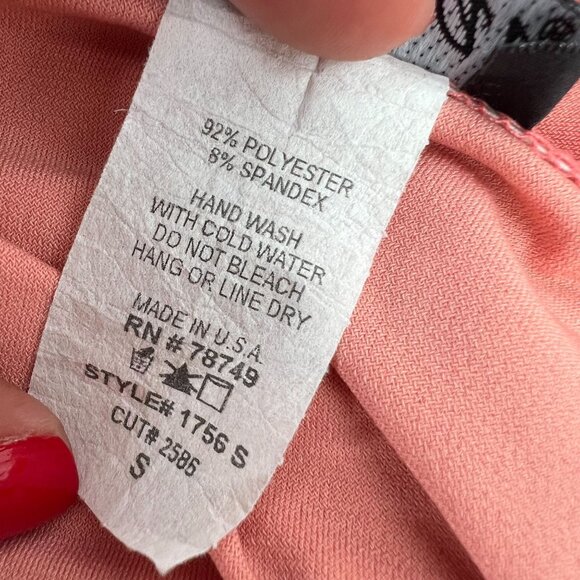 92% POLYESTER
8% SPANDEX
HAND WASH
WITH COLD WATER
DO NOT BLEACH
HANG OR LINE DRY
MADE IN U.S.A.
RN # 78749
STYLE# 1756 S
CUT# 2586
S